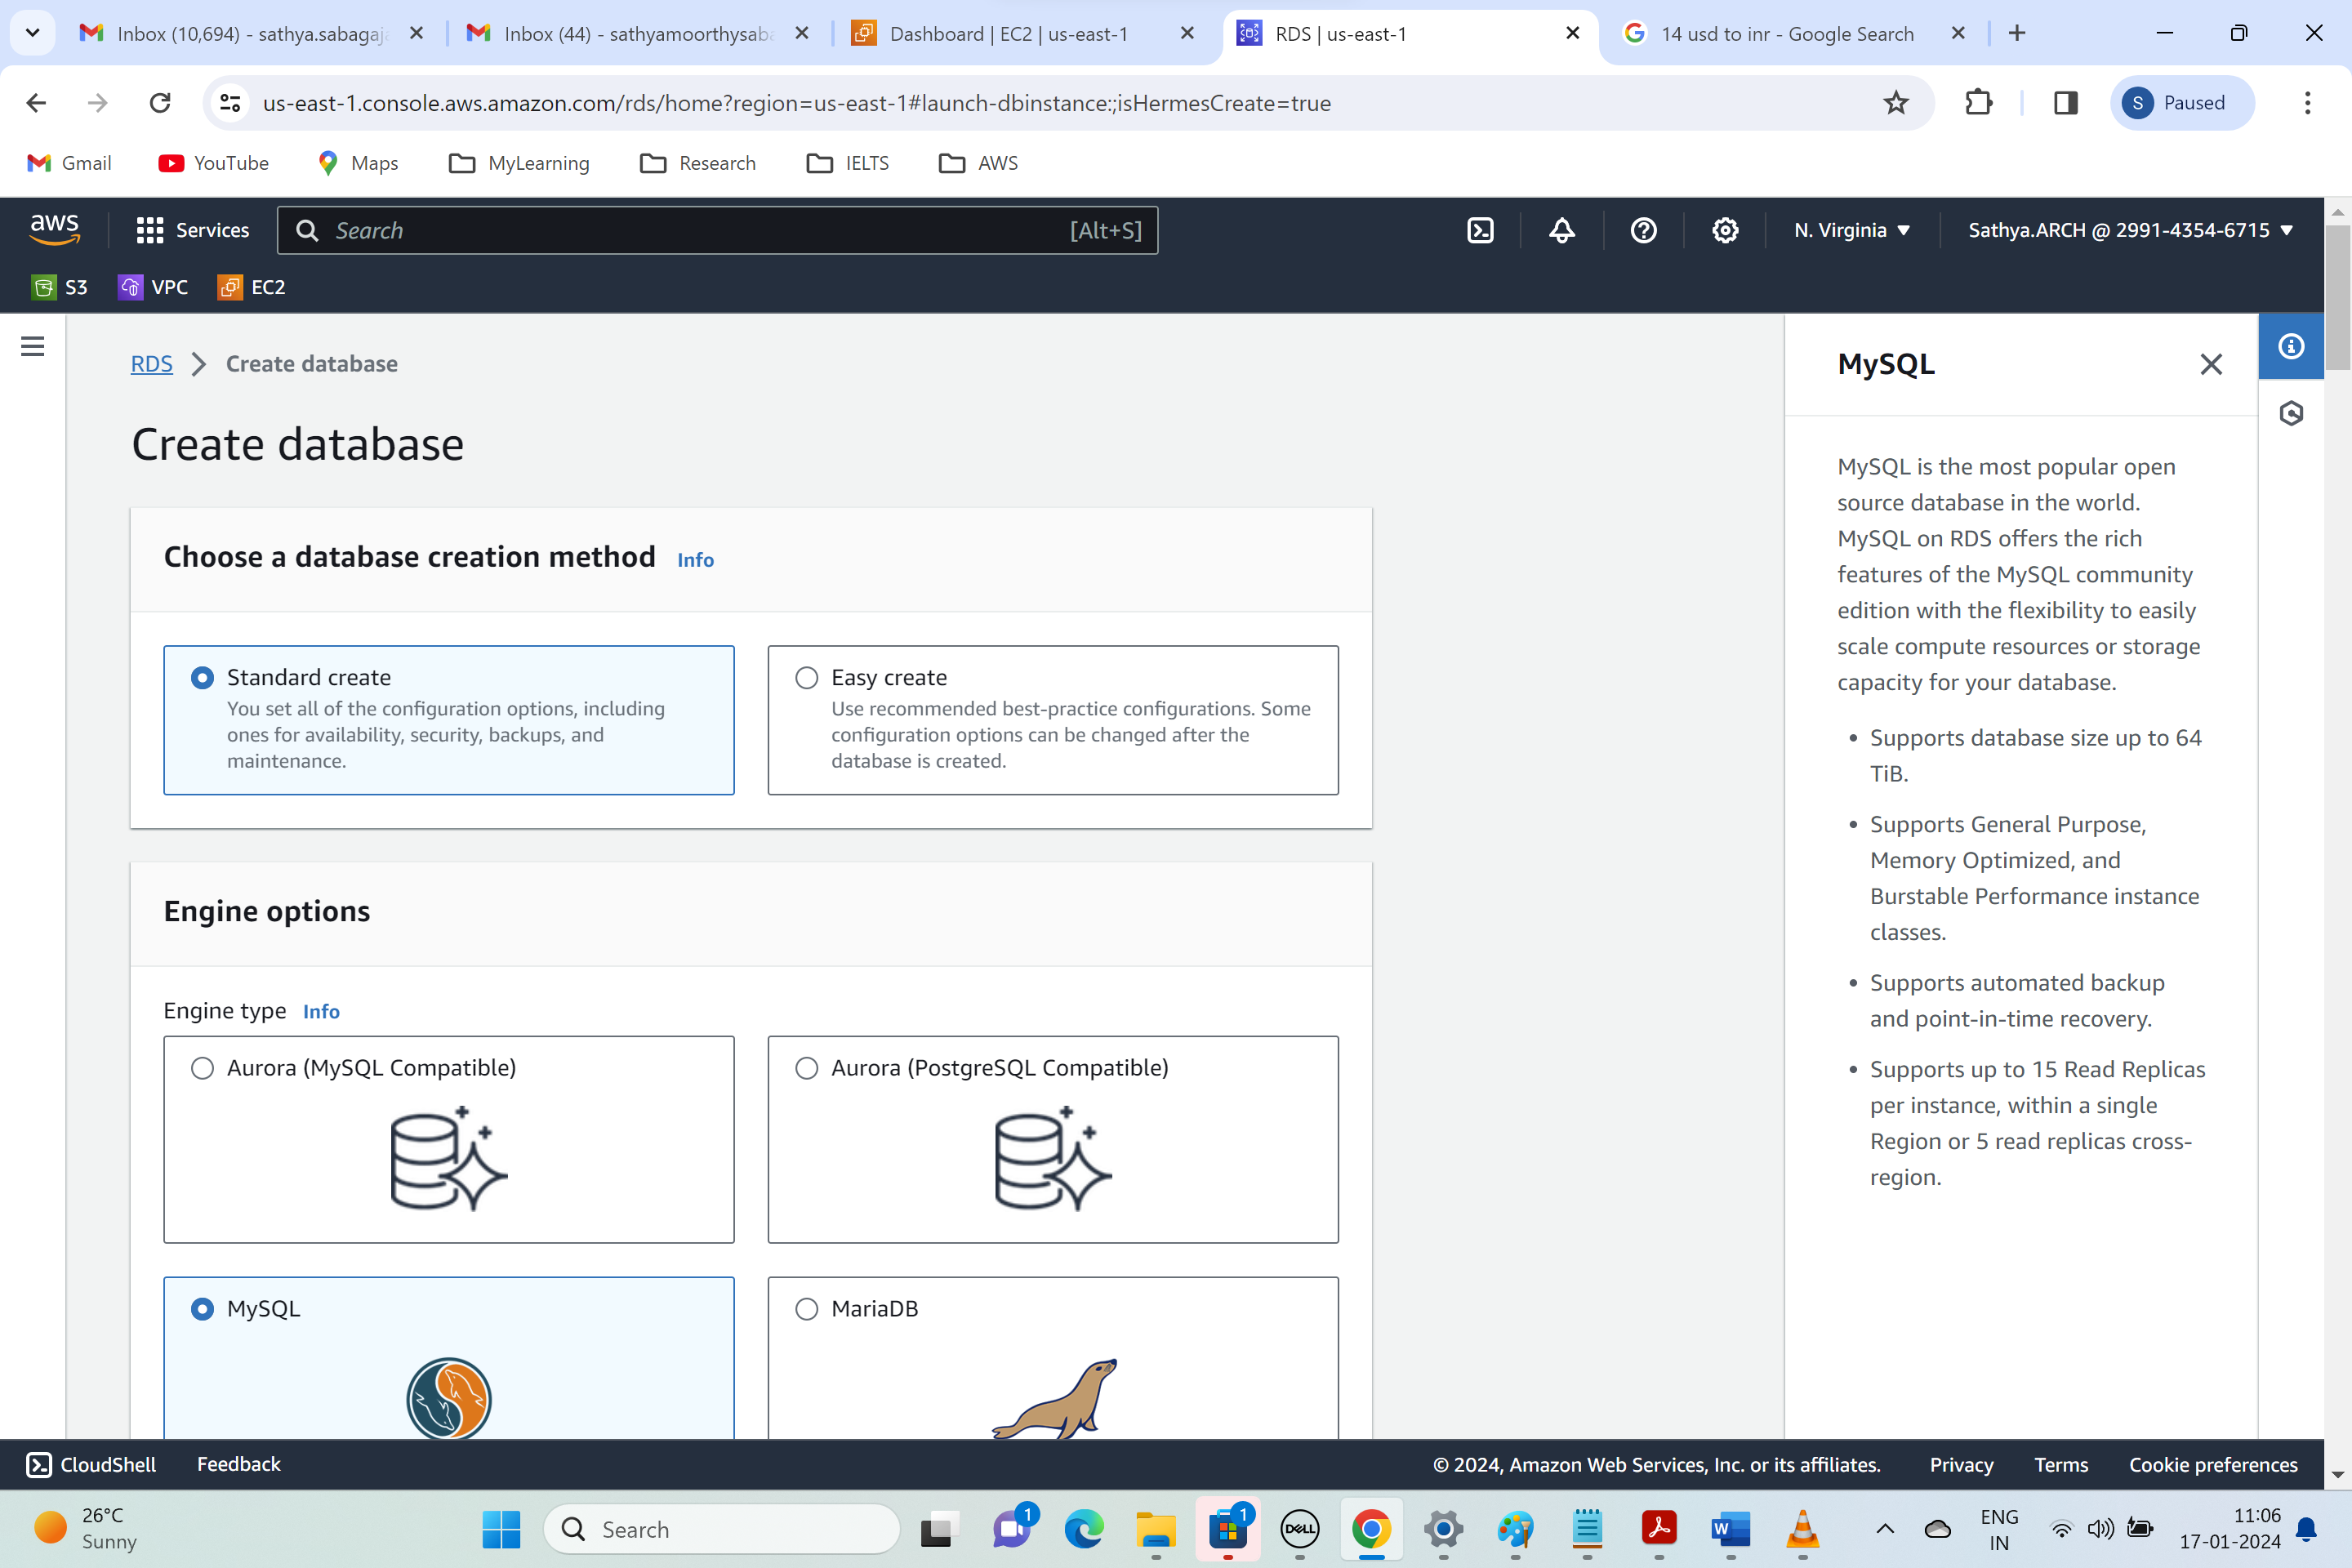 Inbox (10,694) - sathya.sabagaja
Inbox (44) - sathyamoorthysaba
Dashboard | EC2 | us-east-1
RDS | us-east-1
14 usd to inr - Google Search
us-east-1.console.aws.amazon.com/rds/home?region=us-east-1#launch-dbinstance:;isHermesCreate=true
S
Paused
Gmail
YouTube
Maps
MyLearning
Research
IELTS
AWS
aws
Services
Search
[Alt+S]
N. Virginia
Sathya.ARCH @ 2991-4354-6715
S3
VPC
EC2
RDS
Create database
Create database
Choose a database creation method Info
Standard create
You set all of the configuration options, including
ones for availability, security, backups, and
maintenance.
Easy create
Use recommended best-practice configurations. Some
configuration options can be changed after the
database is created.
Engine options
Engine type Info
Aurora (MySQL Compatible)
Aurora (PostgreSQL Compatible)
MySQL
MariaDB
MySQL
MySQL is the most popular open
source database in the world.
MySQL on RDS offers the rich
features of the MySQL community
edition with the flexibility to easily
scale compute resources or storage
capacity for your database.
• Supports database size up to 64
TiB.
• Supports General Purpose,
Memory Optimized, and
Burstable Performance instance
classes.
• Supports automated backup
and point-in-time recovery.
• Supports up to 15 Read Replicas
per instance, within a single
Region or 5 read replicas cross-
region.
CloudShell
Feedback
© 2024, Amazon Web Services, Inc. or its affiliates.
Privacy
Terms
Cookie preferences
26°C
Sunny
Search
1
1
DELL
W
ENG
IN
11:06
17-01-2024